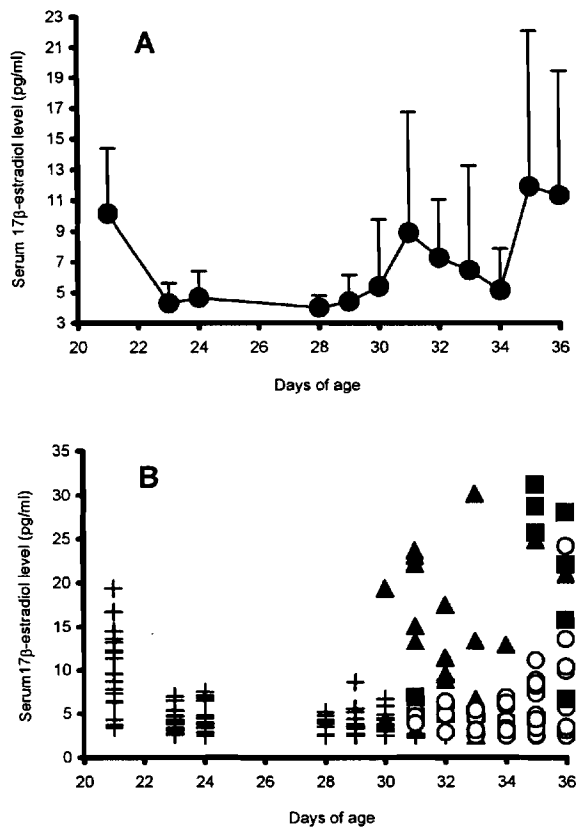 A
Serum 17β-estradiol level (pg/ml)
23
21
19
17
15
13
11
9
7
5
3
20 22 24 26 28 30 32 34 36
Days of age
B
Serum17β-estradiol level (pg/ml)
35
30
25
20
15
10
5
0
20 22 24 26 28 30 32 34 36
Days of age